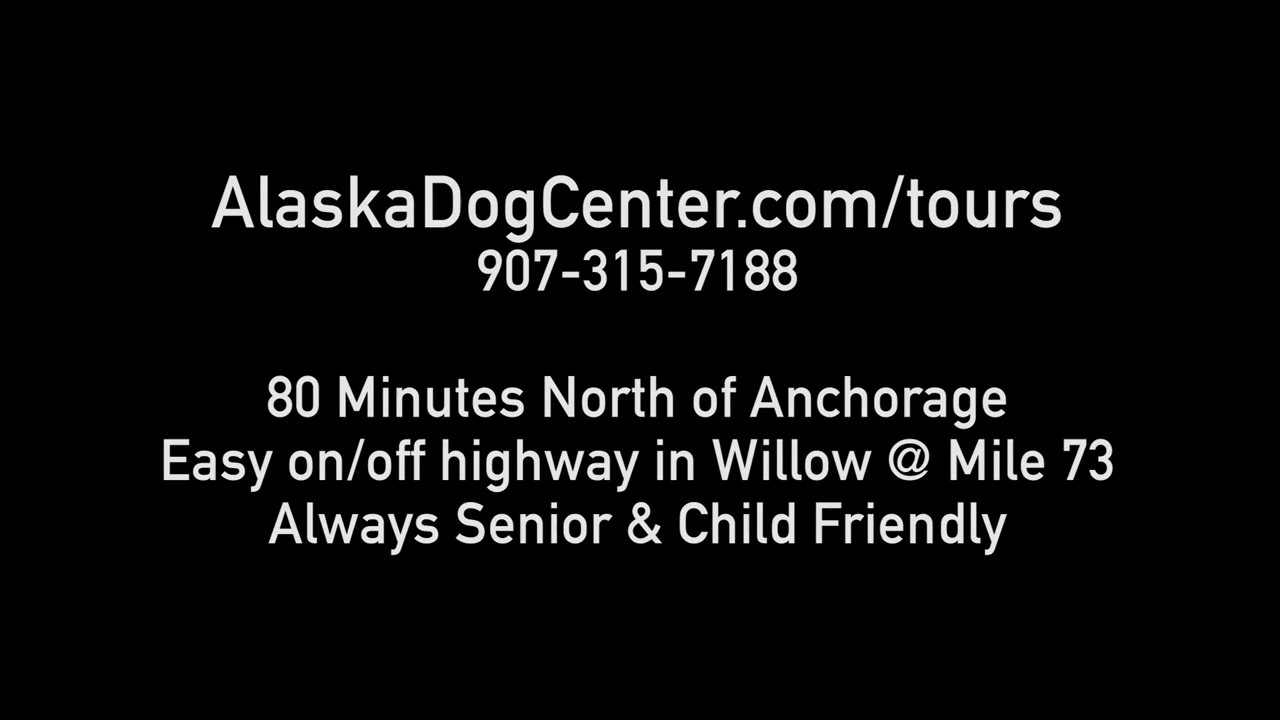 AlaskaDogCenter.com/tours
907-315-7188
80 Minutes North of Anchorage
Easy on/off highway in Willow @ Mile 73
Always Senior & Child Friendly